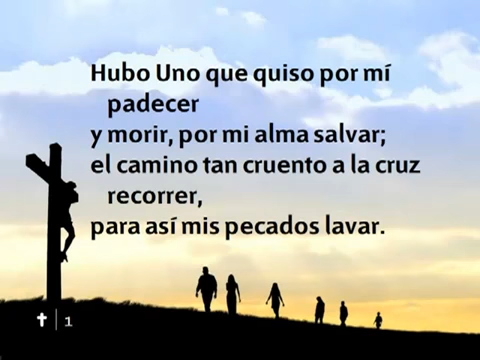 Hubo Uno que quiso por mí
padecer
y morir, por mi alma salvar;
el camino tan cruento a la cruz
recorrer,
para así mis pecados lavar.
1